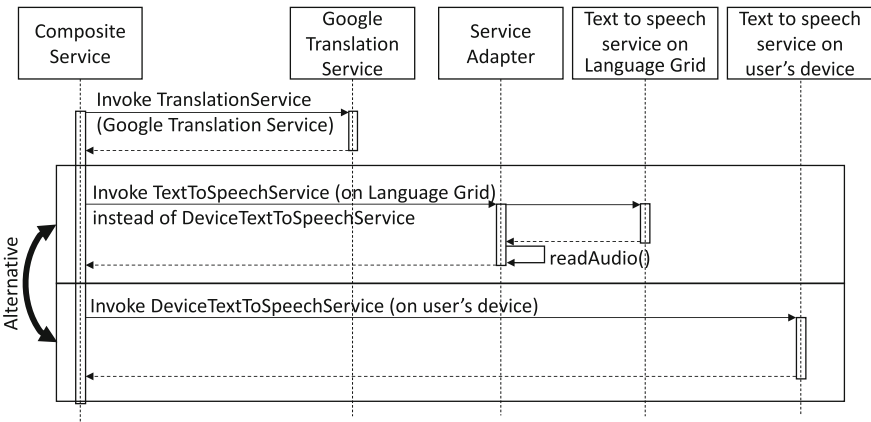 Composite
Service
Google
Translation
Service
Service
Adapter
Text to speech
service on
Language Grid
Text to speech
service on
user's device
Invoke TranslationService
(Google Translation Service)
Invoke TextToSpeechService (on Language Grid)
instead of DeviceTextToSpeechService
readAudio()
Alternative
Invoke DeviceTextToSpeechService (on user's device)